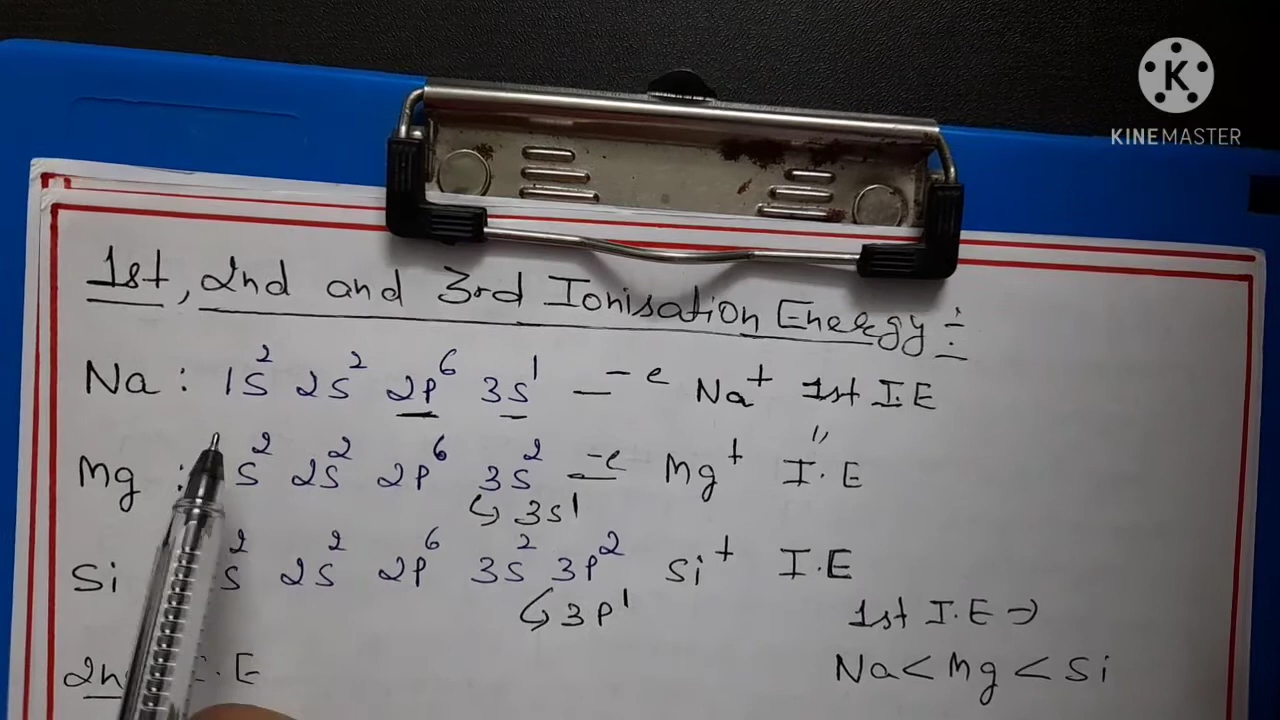 KINEMASTER
1st, 2nd and 3rd Ionisation Energy ÷
Na : 1s² 2s² 2p⁶ 3s¹ — -e Na⁺ 1st I.E
Mg : s² 2s² 2p⁶ 3s² -e Mg⁺ I.E
↳ 3s¹
Si s² 2s² 2p⁶ 3s² 3p² Si⁺ I.E
↳ 3p¹
1st I.E ⇒
Na < Mg < Si
2n I.E